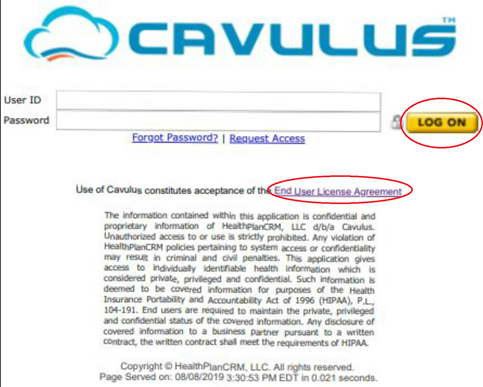 CAVULUS™
User ID
Password
LOG ON
Forgot Password? | Request Access
Use of Cavulus constitutes acceptance of the End User License Agreement
The information contained within this application is confidential and
proprietary information of HealthPlanCRM, LLC d/b/a Cavulus.
Unauthorized access to or use is strictly prohibited. Any violation of
HealthPlanCRM policies pertaining to system access or confidentiality
may result in criminal and civil penalties. This application gives
access to individually identifiable health information which is
considered private, privileged and confidential. Such information is
deemed to be covered information for purposes of the Health
Insurance Portability and Accountability Act of 1996 (HIPAA), P.L,
104-191. End users are required to maintain the private, privileged
and confidential status of the covered information. Any disclosure of
covered information to a Business Partner pursuant to a written
contract, the written contract shall meet the requirements of HIPAA.
Copyright © HealthPlanCRM, LLC. All rights reserved.
Page Served on: 08/08/2019 3:30:53 PM EDT in 0.021 seconds.